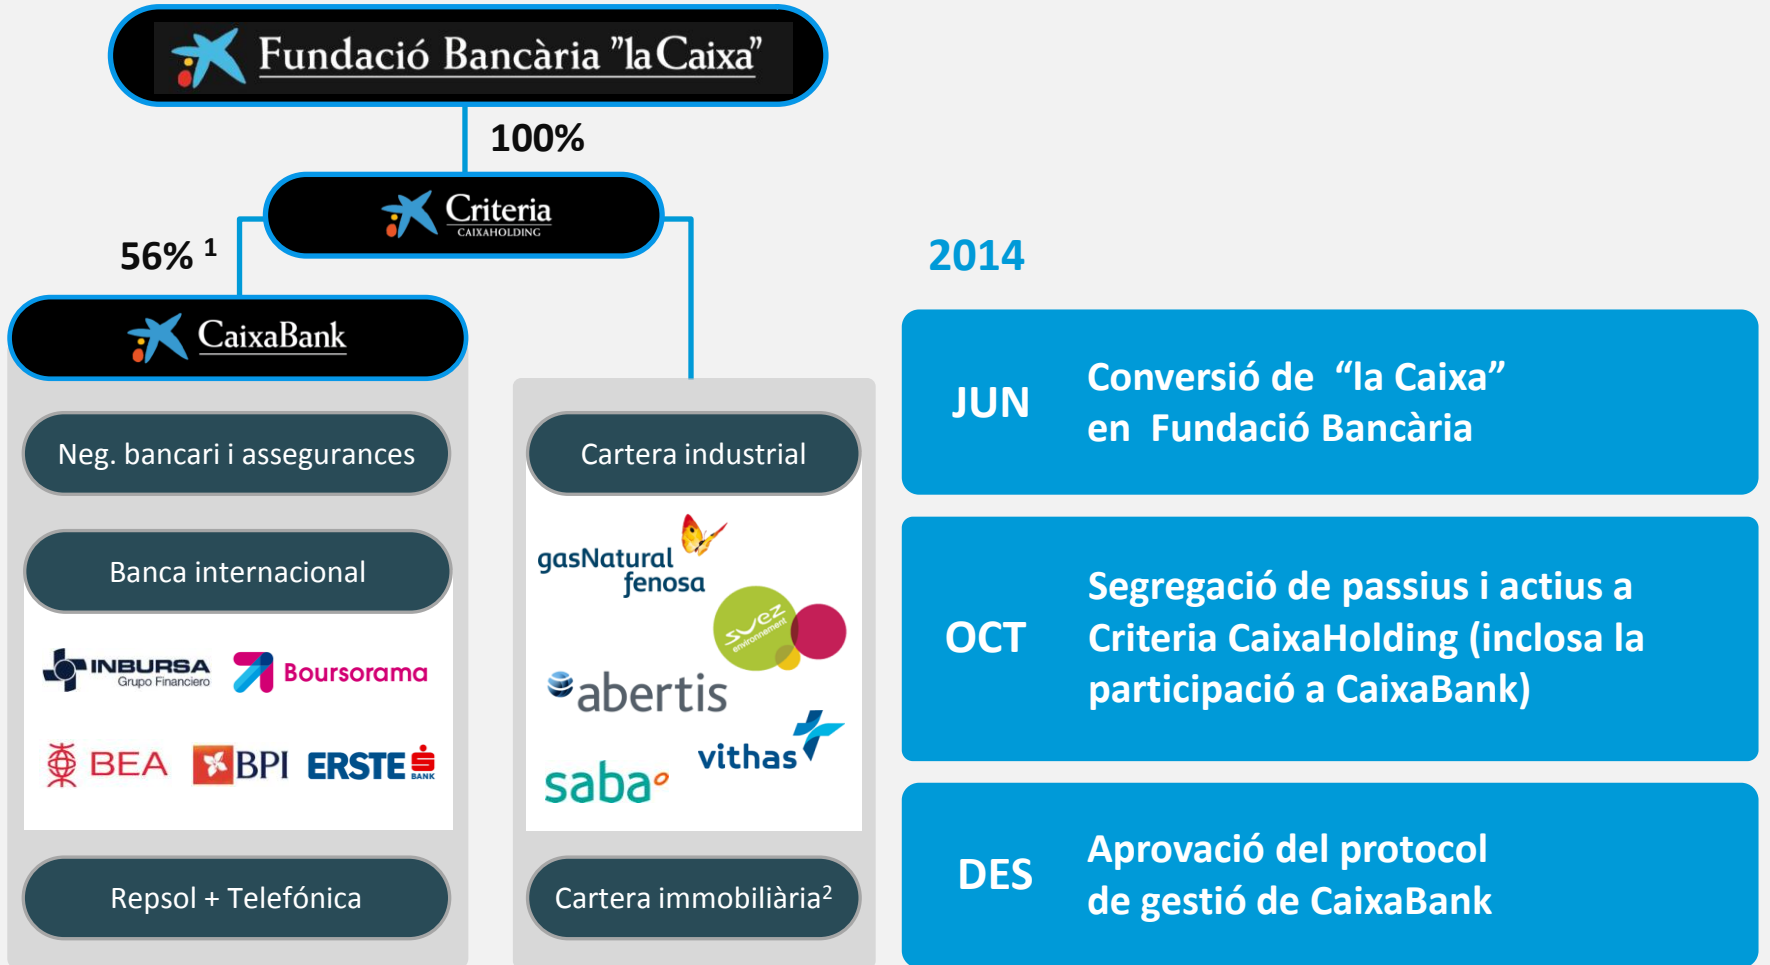 Fundació Bancària "la Caixa"
100%
Criteria
CAIXAHOLDING
56% 1
CaixaBank
Neg. bancari i assegurances
Banca internacional
INBURSA
Grupo Financiero
Boursorama
BEA
BPI
ERSTE
BANK
Repsol + Telefónica
Cartera industrial
gasNatural
fenosa
suez
environnement
abertis
vithas
saba
Cartera immobiliària2
2014
JUN
Conversió de “la Caixa”
en Fundació Bancària
OCT
Segregació de passius i actius a
Criteria CaixaHolding (inclosa la
participació a CaixaBank)
DES
Aprovació del protocol
de gestió de CaixaBank